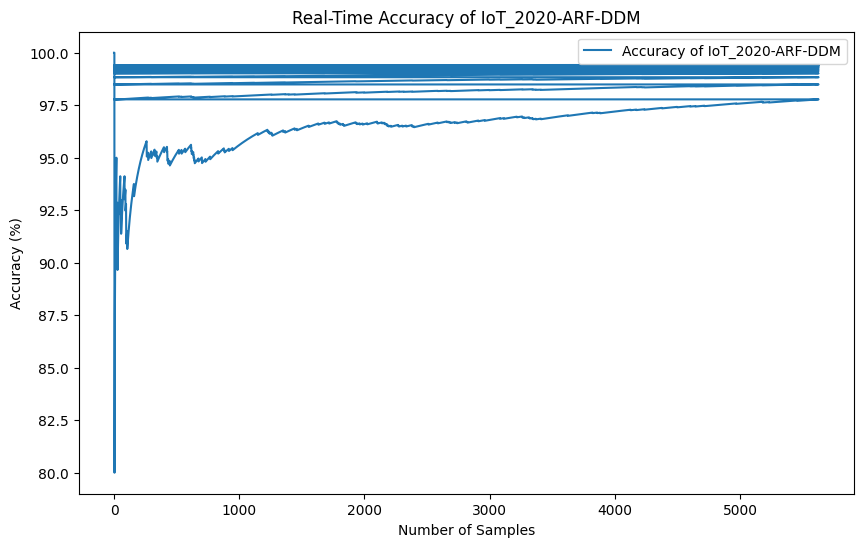 Real-Time Accuracy of IoT_2020-ARF-DDM
Accuracy of IoT_2020-ARF-DDM
Accuracy (%)
100.0
97.5
95.0
92.5
90.0
87.5
85.0
82.5
80.0
0 1000 2000 3000 4000 5000
Number of Samples